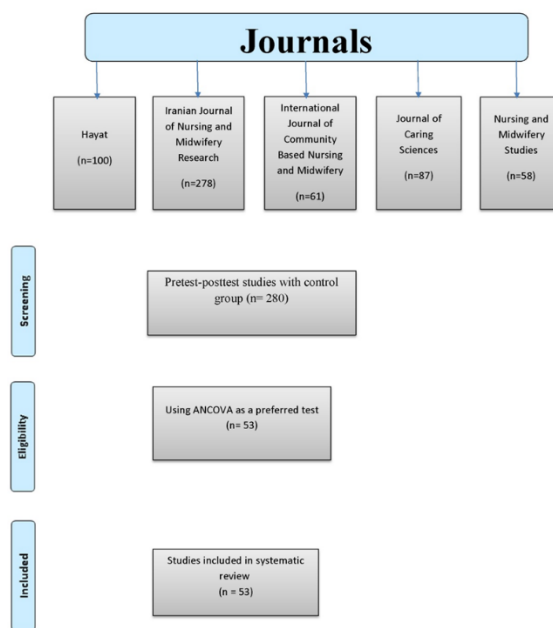 Journals
Hayat
(n=100)
Iranian Journal
of Nursing and
Midwifery
Research
(n=278)
International
Journal of
Community
Based Nursing
and Midwifery
(n=61)
Journal of
Caring
Sciences
(n=87)
Nursing and
Midwifery
Studies
(n=58)
Screening
Pretest-posttest studies with control
group (n= 280)
Eligibility
Using ANCOVA as a preferred test
(n= 53)
Included
Studies included in systematic
review
(n = 53)